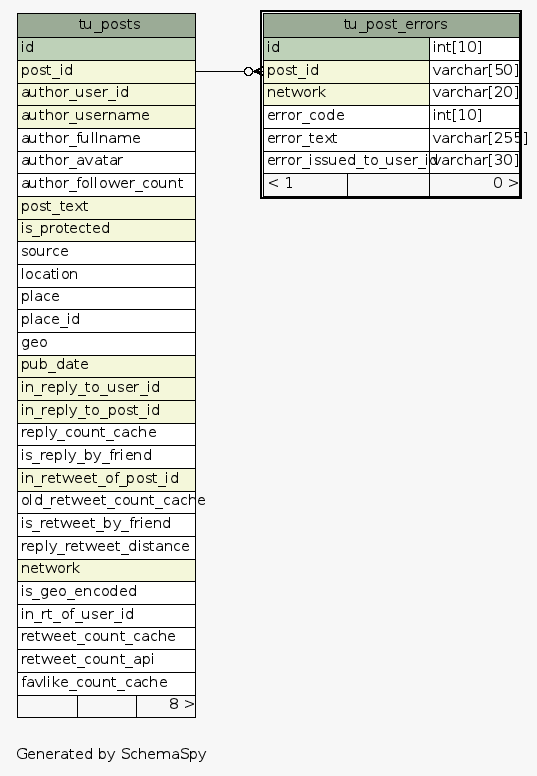 tu_posts
id
post_id
author_user_id
author_username
author_fullname
author_avatar
author_follower_count
post_text
is_protected
source
location
place
place_id
geo
pub_date
in_reply_to_user_id
in_reply_to_post_id
reply_count_cache
is_reply_by_friend
in_retweet_of_post_id
old_retweet_count_cache
is_retweet_by_friend
reply_retweet_distance
network
is_geo_encoded
in_rt_of_user_id
retweet_count_cache
retweet_count_api
favlike_count_cache
8 >
tu_post_errors
id int[10]
post_id varchar[50]
network varchar[20]
error_code int[10]
error_text varchar[255]
error_issued_to_user_id varchar[30]
< 1 0 >
Generated by SchemaSpy